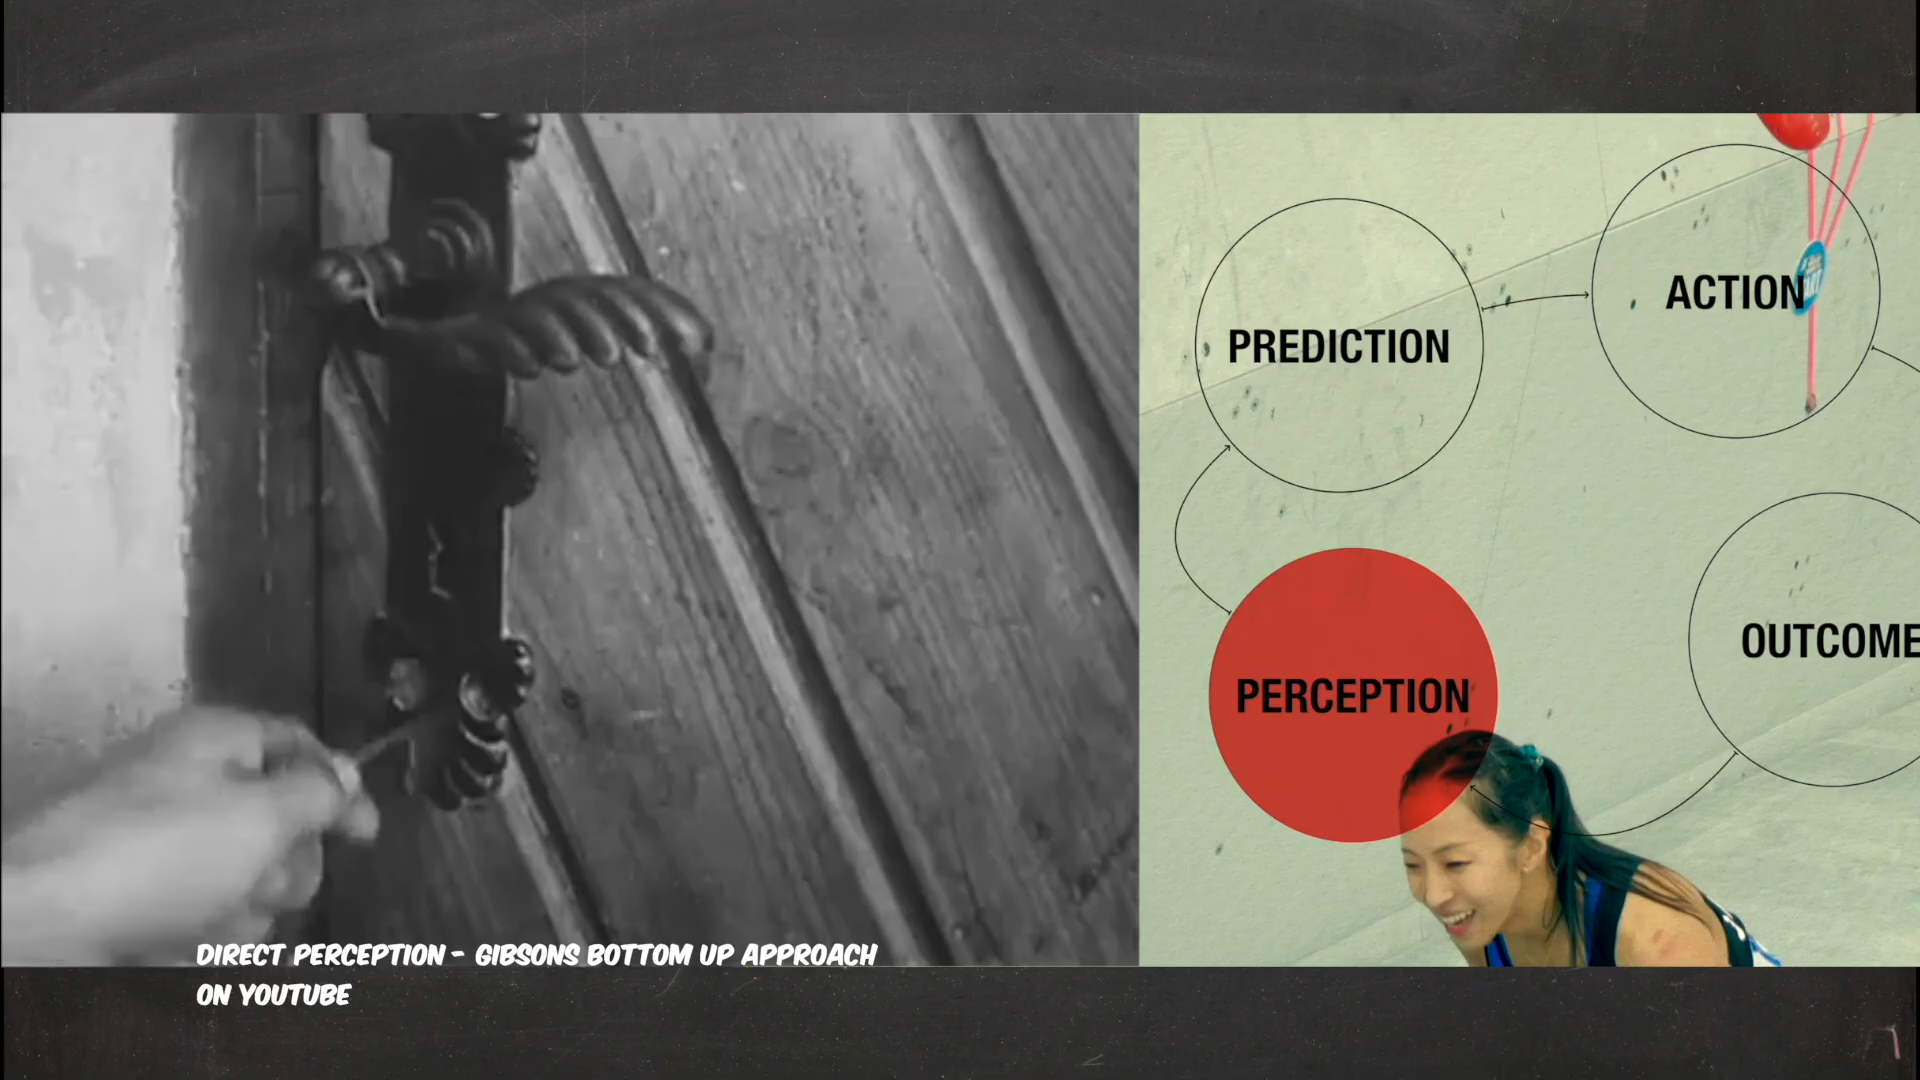 PREDICTION
ACTION
PERCEPTION
OUTCOME
DIRECT PERCEPTION - GIBSONS BOTTOM UP APPROACH
ON YOUTUBE